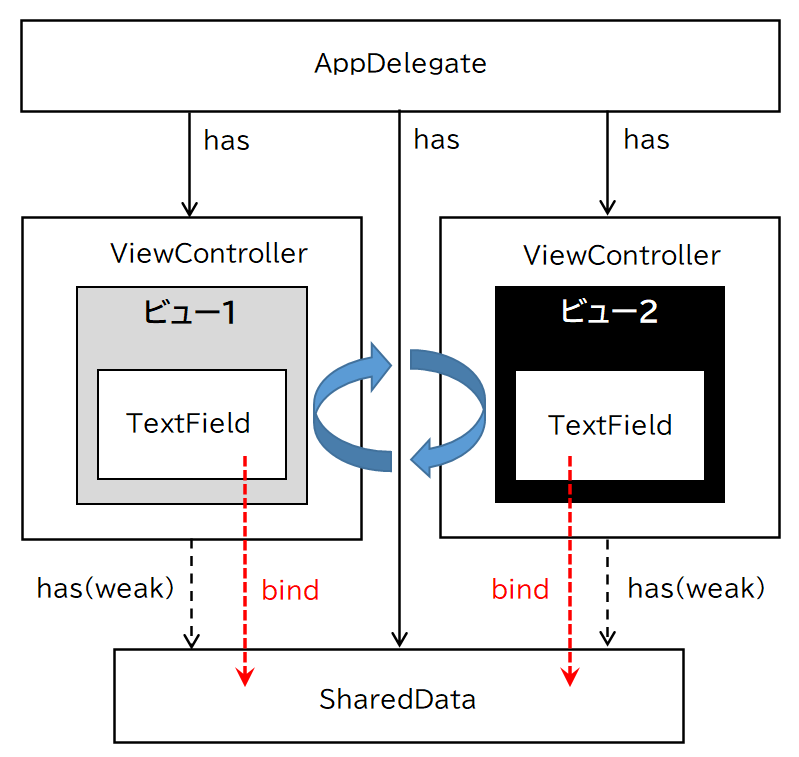 AppDelegate
has
has
has
ViewController
ViewController
ビュー1
ビュー2
TextField
TextField
has(weak)
bind
bind
has(weak)
SharedData